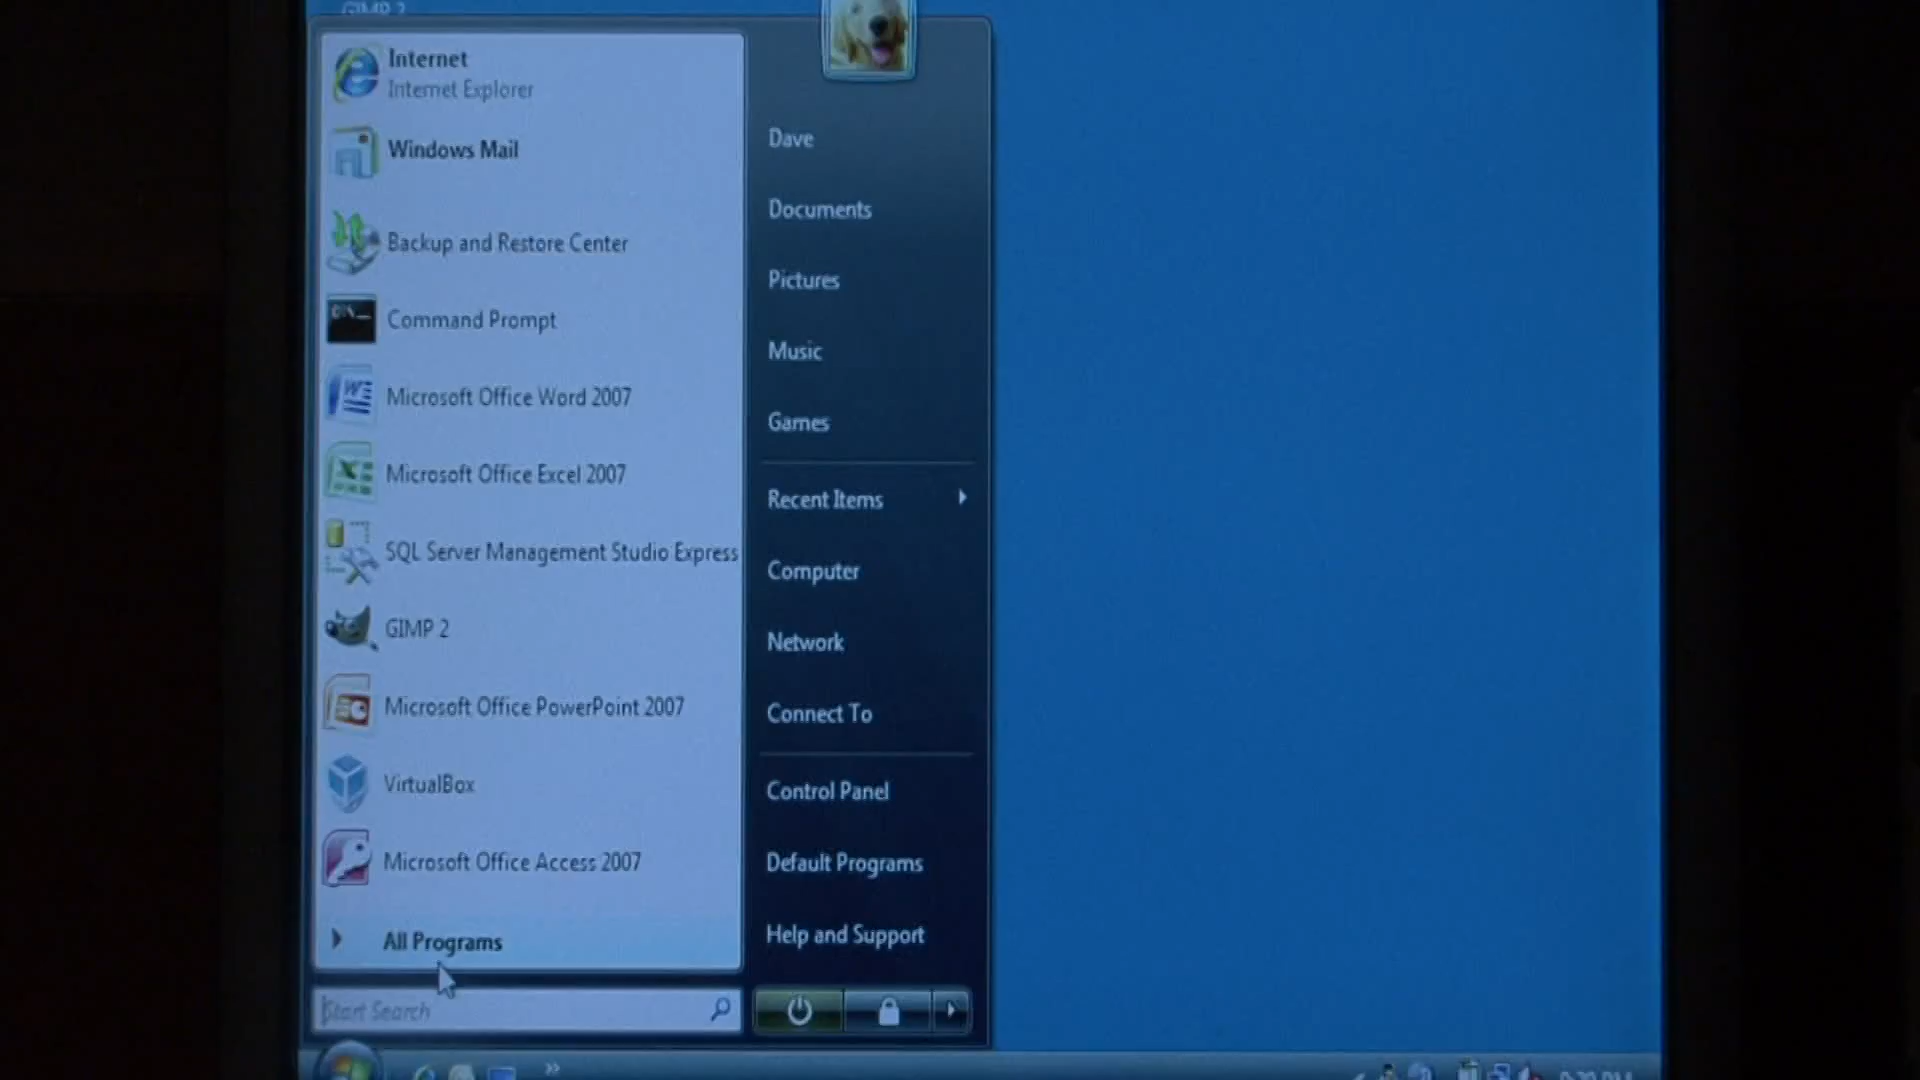 GIMP 2
Internet
Internet Explorer
Windows Mail
Backup and Restore Center
Command Prompt
Microsoft Office Word 2007
Microsoft Office Excel 2007
SQL Server Management Studio Express
GIMP 2
Microsoft Office PowerPoint 2007
VirtualBox
Microsoft Office Access 2007
All Programs
Start Search
Dave
Documents
Pictures
Music
Games
Recent Items
Computer
Network
Connect To
Control Panel
Default Programs
Help and Support